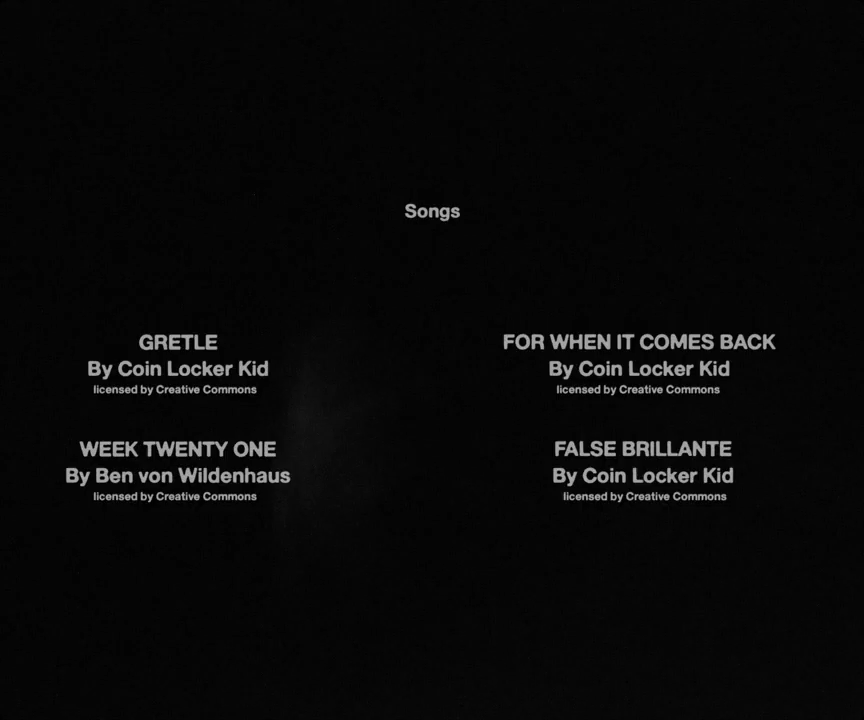 Songs
GRETLE
By Coin Locker Kid
licensed by Creative Commons
WEEK TWENTY ONE
By Ben von Wildenhaus
licensed by Creative Commons
FOR WHEN IT COMES BACK
By Coin Locker Kid
licensed by Creative Commons
FALSE BRILLANTE
By Coin Locker Kid
licensed by Creative Commons